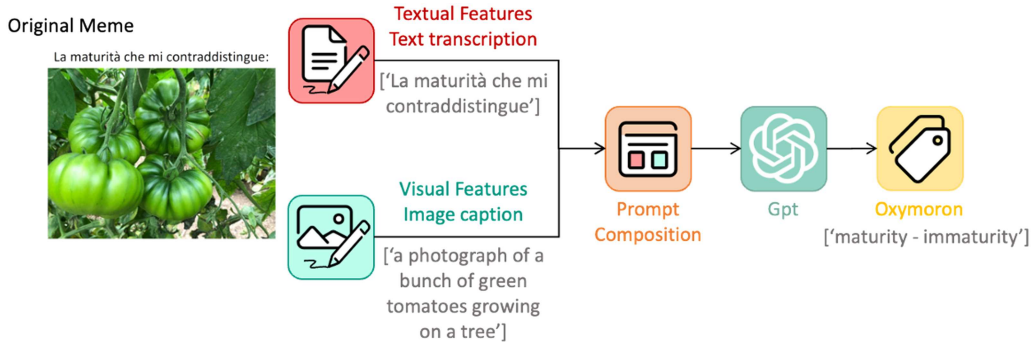 Original Meme
La maturità che mi contraddistingue:
Textual Features
Text transcription
['La maturità che mi
contraddistingue']
Visual Features
Image caption
['a photograph of a
bunch of green
tomatoes growing
on a tree']
Prompt
Composition
Gpt
Oxymoron
['maturity - immaturity']